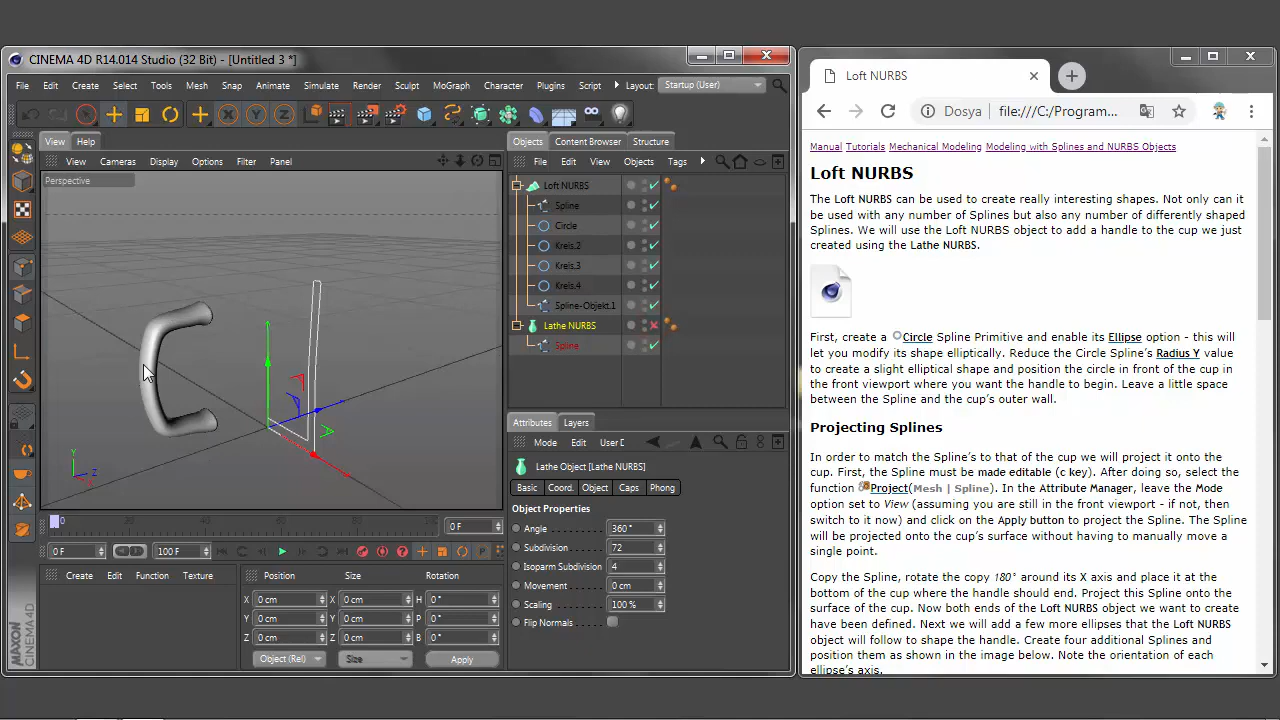 CINEMA 4D R14.014 Studio (32 Bit) - [Untitled 3 *]
File Edit Create Select Tools Mesh Snap Animate Simulate Render Sculpt MoGraph Character Plugins Script Layout: Startup (User)
View Help
View Cameras Display Options Filter Panel
Perspective
Y
Z
0 30 60
0 F
0 F 100 F
Create Edit Function Texture
Position Size Rotation
X 0 cm X 0 cm H 0 °
Y 0 cm Y 0 cm P 0 °
Z 0 cm Z 0 cm B 0 °
Object (Rel) Size Apply
MAXON
CINEMA 4D
Objects Content Browser Structure
File Edit View Objects Tags
Loft NURBS
Spline
Circle
Kreis.2
Kreis.3
Kreis.4
Spline-Objekt.1
Lathe NURBS
Spline
Attributes Layers
Mode Edit User D
Lathe Object [Lathe NURBS]
Basic Coord. Object Caps Phong
Object Properties
Angle 360 °
Subdivision 72
Isoparm Subdivision 4
Movement 0 cm
Scaling 100 %
Flip Normals
Loft NURBS
Dosya file:///C:/Program...
Manual Tutorials Mechanical Modeling Modeling with Splines and NURBS Objects
Loft NURBS
The Loft NURBS can be used to create really interesting shapes. Not only can it
be used with any number of Splines but also any number of differently shaped
Splines. We will use the Loft NURBS object to add a handle to the cup we just
created using the Lathe NURBS.
First, create a Circle Spline Primitive and enable its Ellipse option - this will
let you modify its shape elliptically. Reduce the Circle Spline's Radius Y value
to create a slight elliptical shape and position the circle in front of the cup in
the front viewport where you want the handle to begin. Leave a little space
between the Spline and the cup's outer wall.
Projecting Splines
In order to match the Spline's to that of the cup we will project it onto the
cup. First, the Spline must be made editable (c key). After doing so, select the
function Project(Mesh | Spline). In the Attribute Manager, leave the Mode
option set to View (assuming you are still in the front viewport - if not, then
switch to it now) and click on the Apply button to project the Spline. The Spline
will be projected onto the cup's surface without having to manually move a
single point.
Copy the Spline, rotate the copy 180° around its X axis and place it at the
bottom of the cup where the handle should end. Project this Spline onto the
surface of the cup. Now both ends of the Loft NURBS object we want to create
have been defined. Next we will add a few more ellipses that the Loft NURBS
object will follow to shape the handle. Create four additional Splines and
position them as shown in the image below. Note the orientation of each
ellipse's axis.